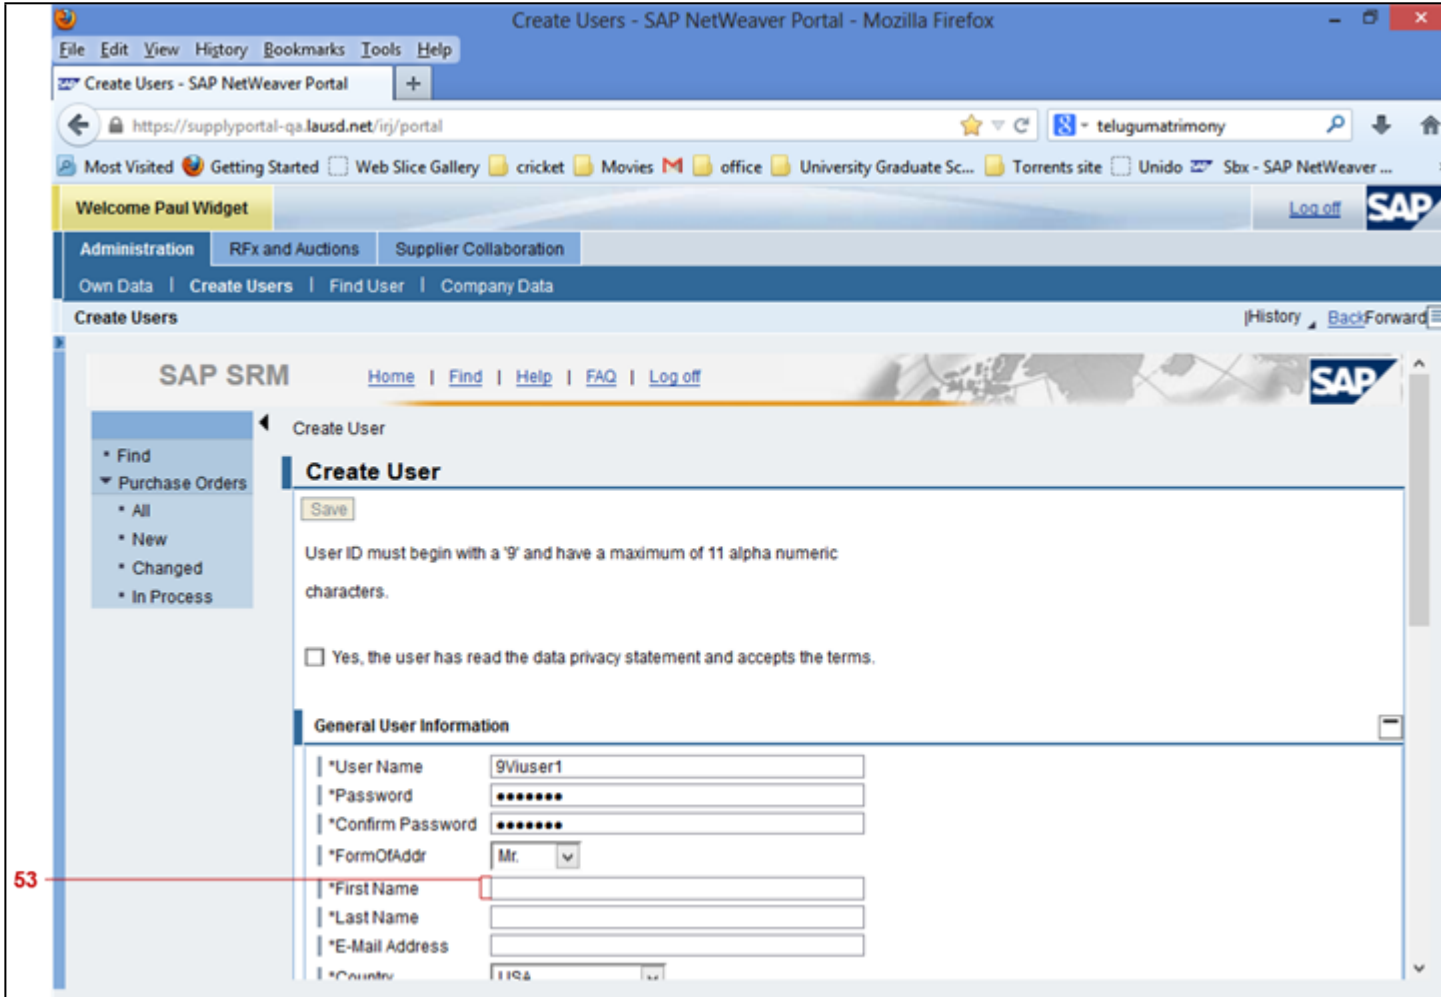 Create Users - SAP NetWeaver Portal - Mozilla Firefox
File Edit View History Bookmarks Tools Help
Create Users - SAP NetWeaver Portal +
https://supplyportal-qa.lausd.net/irj/portal telugumatrimony
Most Visited Getting Started Web Slice Gallery cricket Movies office University Graduate Sc... Torrents site Unido Sbx - SAP NetWeaver ...
Welcome Paul Widget Log off SAP
Administration RFx and Auctions Supplier Collaboration
Own Data | Create Users | Find User | Company Data
Create Users |History Back Forward
SAP SRM Home | Find | Help | FAQ | Log off SAP
Create User
• Find
Create User
Purchase Orders
• All
Save
• New
User ID must begin with a '9' and have a maximum of 11 alpha numeric
• Changed
characters.
• In Process
Yes, the user has read the data privacy statement and accepts the terms.
General User Information
*User Name 9Viuser1
*Password •••••••
*Confirm Password •••••••
*FormOfAddr Mr.
53
*First Name
*Last Name
*E-Mail Address
*Country USA